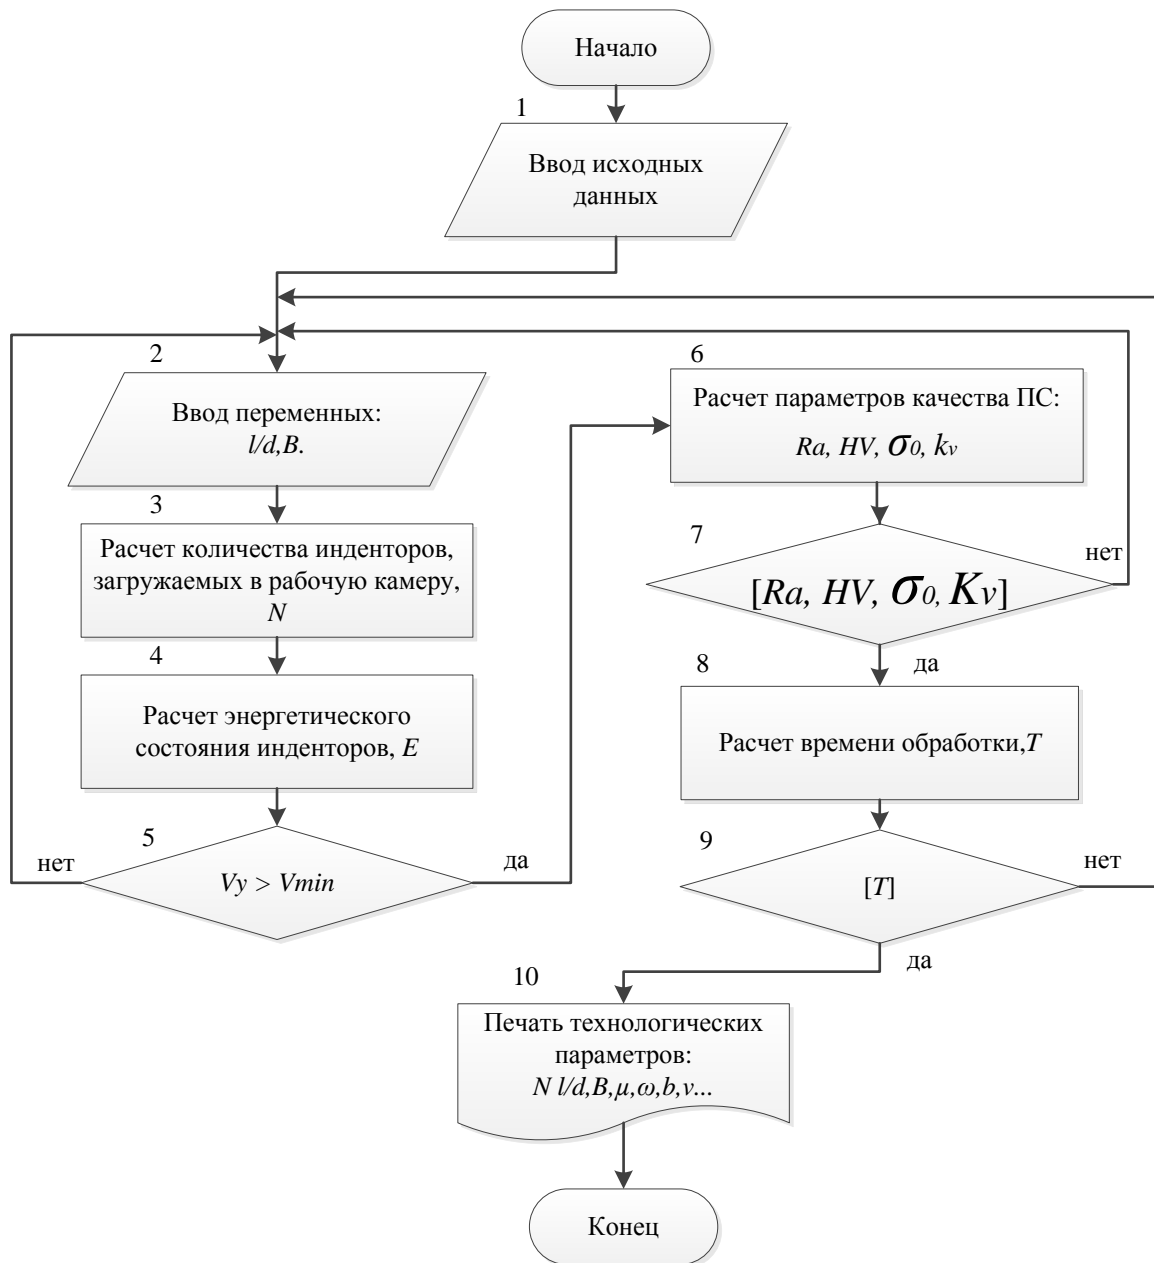 Начало
1
Ввод исходных
данных
2
Ввод переменных:
l/d,B.
3
Расчет количества инденторов,
загружаемых в рабочую камеру,
N
4
Расчет энергетического
состояния инденторов, E
5
Vy > Vmin
нет
да
6
Расчет параметров качества ПС:
Ra, HV, σ0, kv
7
[Ra, HV, σ0, Kv]
нет
да
8
Расчет времени обработки,T
9
[T]
нет
да
10
Печать технологических
параметров:
N l/d,B,μ,ω,b,v...
Конец